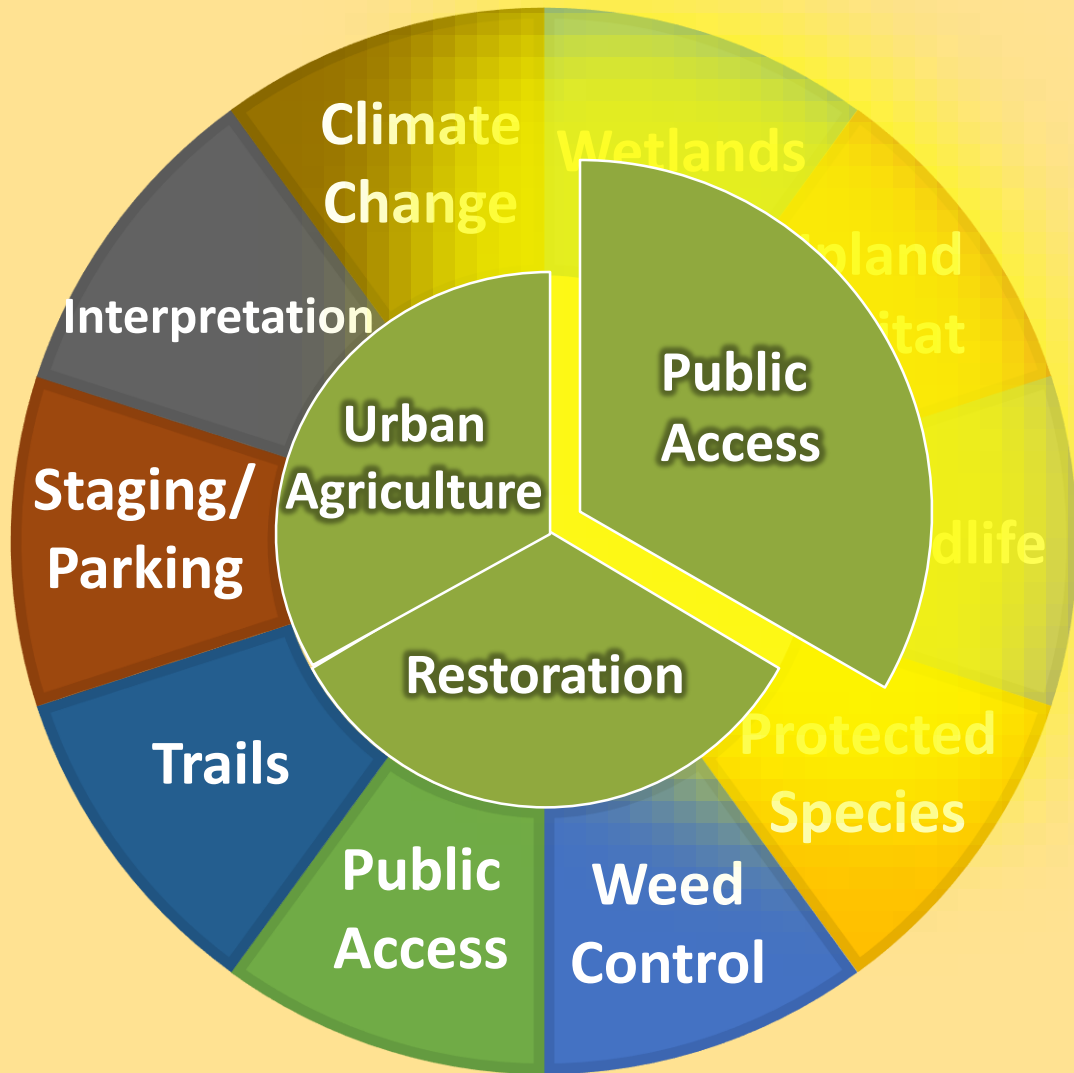 Climate
Change
Wetlands
Interpretation
Public
Access
Urban
Agriculture
Staging/
Parking
Restoration
Protected
Species
Trails
Public
Access
Weed
Control